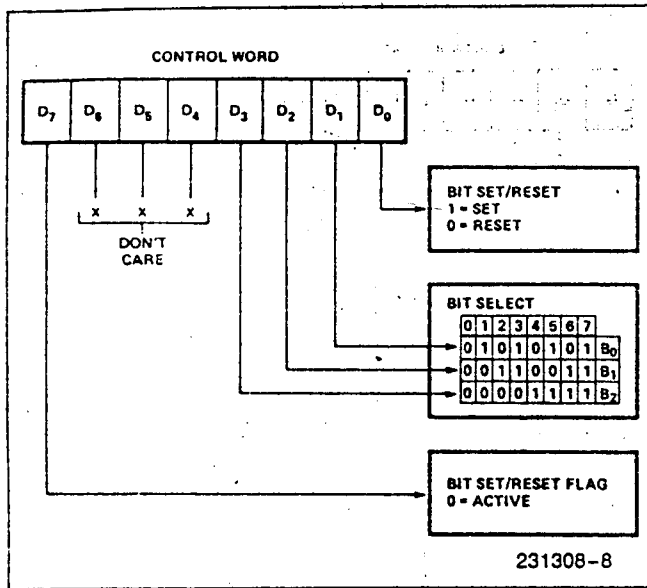 CONTROL WORD
D7 D6 D5 D4 D3 D2 D1 D0
X X X
DON'T
CARE
BIT SET/RESET
1 = SET
0 = RESET
BIT SELECT
0 1 2 3 4 5 6 7
0 1 0 1 0 1 0 1 B0
0 0 1 1 0 0 1 1 B1
0 0 0 0 1 1 1 1 B2
BIT SET/RESET FLAG
0 = ACTIVE
231308-8